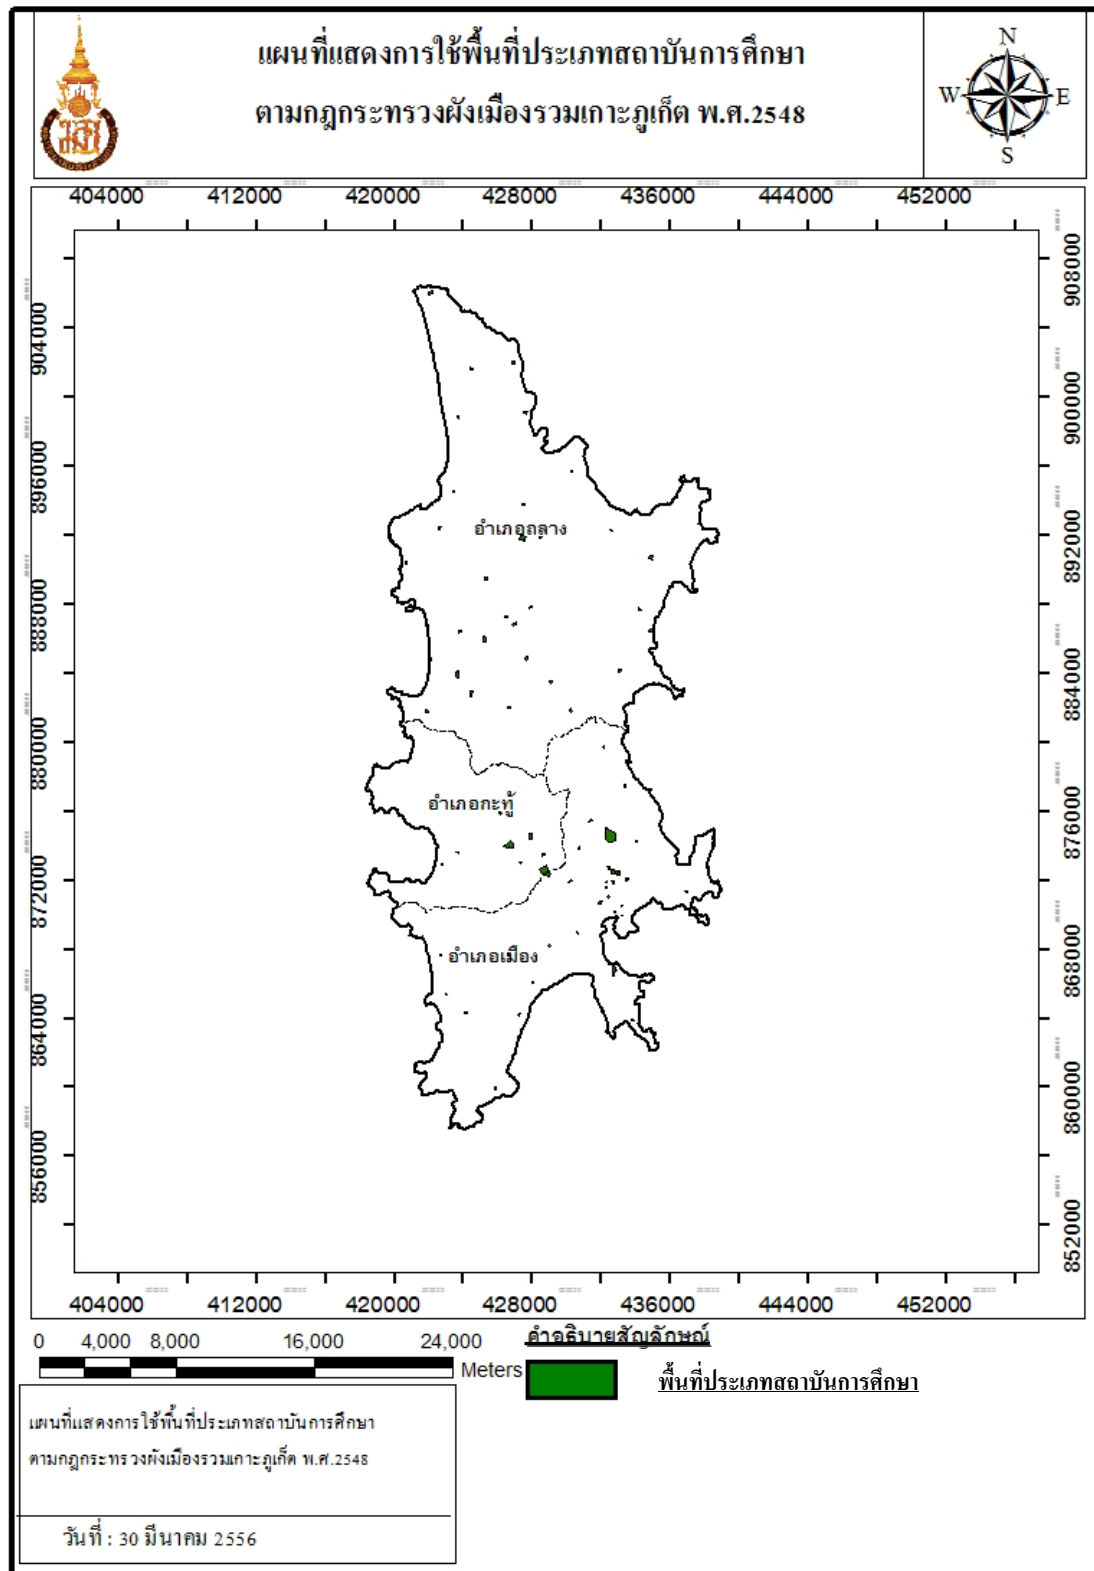 แผนที่แสดงการใช้พื้นที่ประเภทสถาบันการศึกษา
ตามกฎกระทรวงผังเมืองรวมเกาะภูเก็ต พ.ศ.2548
N
W E
S
404000 412000 420000 428000 436000 444000 452000
904000
896000
888000
880000
872000
864000
856000
908000
900000
892000
884000
876000
868000
860000
852000
อำเภอถลาง
อำเภอกะทู้
อำเภอเมือง
404000 412000 420000 428000 436000 444000 452000
0 4,000 8,000 16,000 24,000
Meters
คำอธิบายสัญลักษณ์
พื้นที่ประเภทสถาบันการศึกษา
แผนที่แสดงการใช้พื้นที่ประเภทสถาบันการศึกษา
ตามกฎกระทรวงผังเมืองรวมเกาะภูเก็ต พ.ศ.2548
วันที่ : 30 มีนาคม 2556